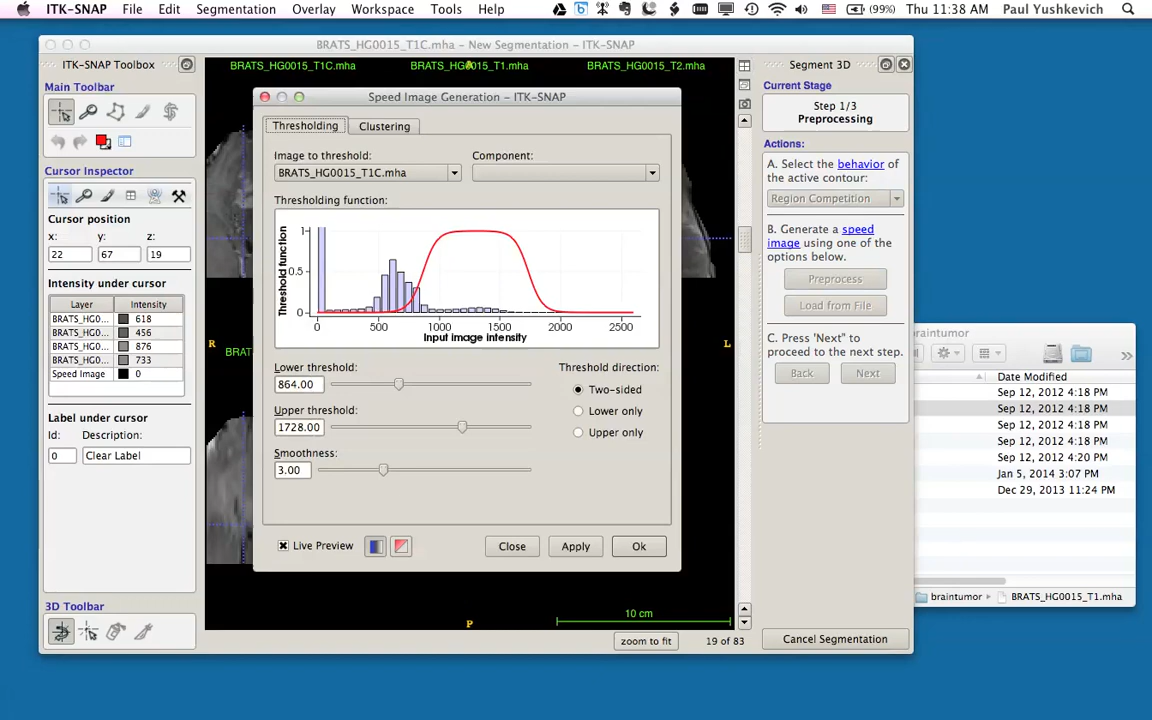 ITK-SNAP File Edit Segmentation Overlay Workspace Tools Help (99%) Thu 11:38 AM Paul Yushkevich
BRATS_HG0015_T1C.mha – New Segmentation – ITK-SNAP
ITK-SNAP Toolbox
Main Toolbar
Cursor Inspector
Cursor position
x: y: z:
22 67 19
Intensity under cursor
Layer Intensity
BRATS_HG0... 618
BRATS_HG0... 456
BRATS_HG0... 876
BRATS_HG0... 733
Speed Image 0
Label under cursor
Id: Description:
0 Clear Label
3D Toolbar
BRATS_HG0015_T1C.mha BRATS_HG0015_T1.mha BRATS_HG0015_T2.mha
A
R
L
BRAT
P
10 cm
zoom to fit 19 of 83
Speed Image Generation – ITK-SNAP
Thresholding Clustering
Image to threshold: Component:
BRATS_HG0015_T1C.mha
Thresholding function:
Threshold function
1
0.5
0
0 500 1000 1500 2000 2500
Input image intensity
Lower threshold:
864.00
Upper threshold:
1728.00
Smoothness:
3.00
Threshold direction:
Two-sided
Lower only
Upper only
Live Preview Close Apply Ok
Segment 3D
Current Stage
Step 1/3
Preprocessing
Actions:
A. Select the behavior of
the active contour:
Region Competition
B. Generate a speed
image using one of the
options below.
Preprocess
Load from File
C. Press 'Next" to
proceed to the next step.
Back Next
Cancel Segmentation
braintumor
Date Modified
Sep 12, 2012 4:18 PM
Sep 12, 2012 4:18 PM
Sep 12, 2012 4:18 PM
Sep 12, 2012 4:18 PM
Sep 12, 2012 4:20 PM
Jan 5, 2014 3:07 PM
Dec 29, 2013 11:24 PM
braintumor BRATS_HG0015_T1.mha